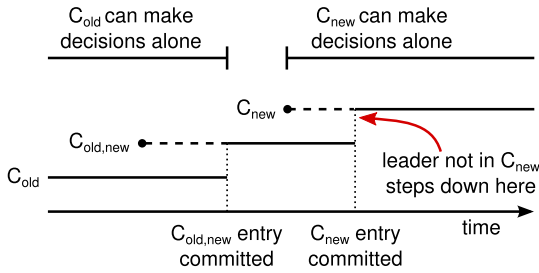 C_old can make
decisions alone
C_new can make
decisions alone
C_new
C_old,new
C_old
leader not in C_new
steps down here
time
C_old,new entry
committed
C_new entry
committed